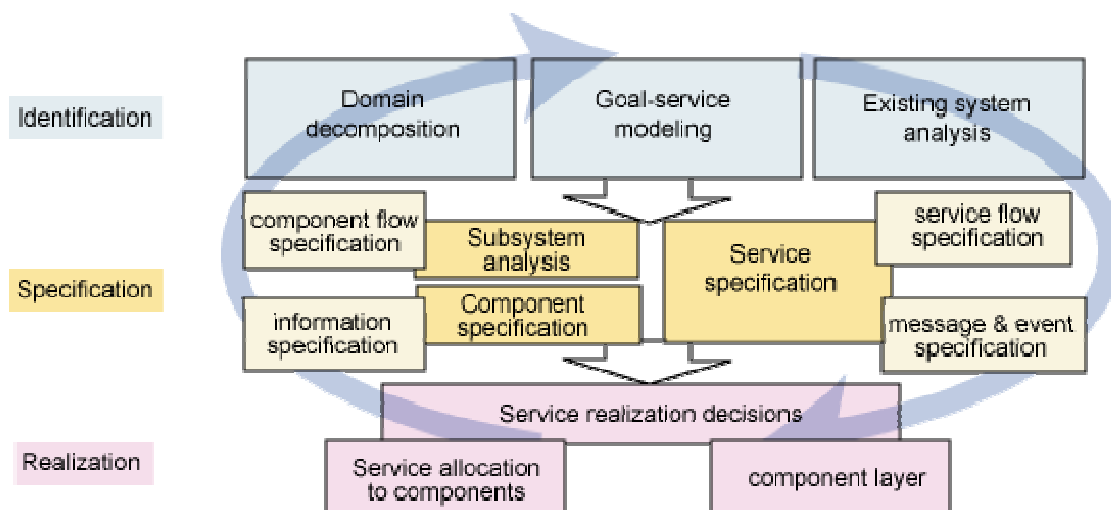 Identification
Domain
decomposition
Goal-service
modeling
Existing system
analysis
Specification
component flow
specification
Subsystem
analysis
Service
specification
service flow
specification
information
specification
Component
specification
message & event
specification
Realization
Service realization decisions
Service allocation
to components
component layer